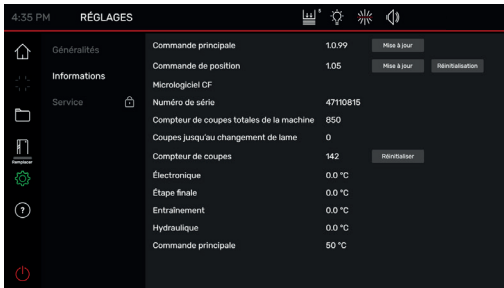 4:35 PM RÉGLAGES
Généralités
Informations
Service
Remplacer
?
Commande principale 1.0.99 Mise à jour
Commande de position 1.05 Mise à jour Réinitialisation
Micrologiciel CF
Numéro de série 47110815
Compteur de coupes totales de la machine 850
Coupes jusqu'au changement de lame 0
Compteur de coupes 142 Réinitialiser
Électronique 0.0 °C
Étape finale 0.0 °C
Entraînement 0.0 °C
Hydraulique 0.0 °C
Commande principale 50 °C